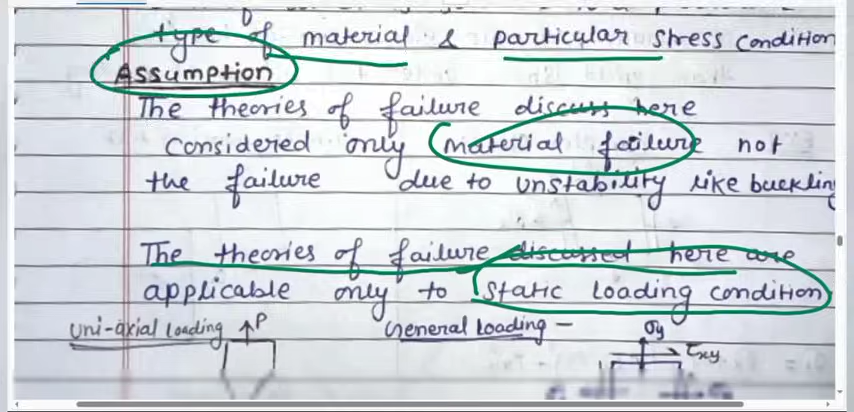 type of material & particular stress condition
Assumption
The theories of failure discuss here
considered only material failure not
the failure due to unstability like buckling
The theories of failure discussed here are
applicable only to static loading condition
Uni-axial loading ↑P General loading –
σy
τxy